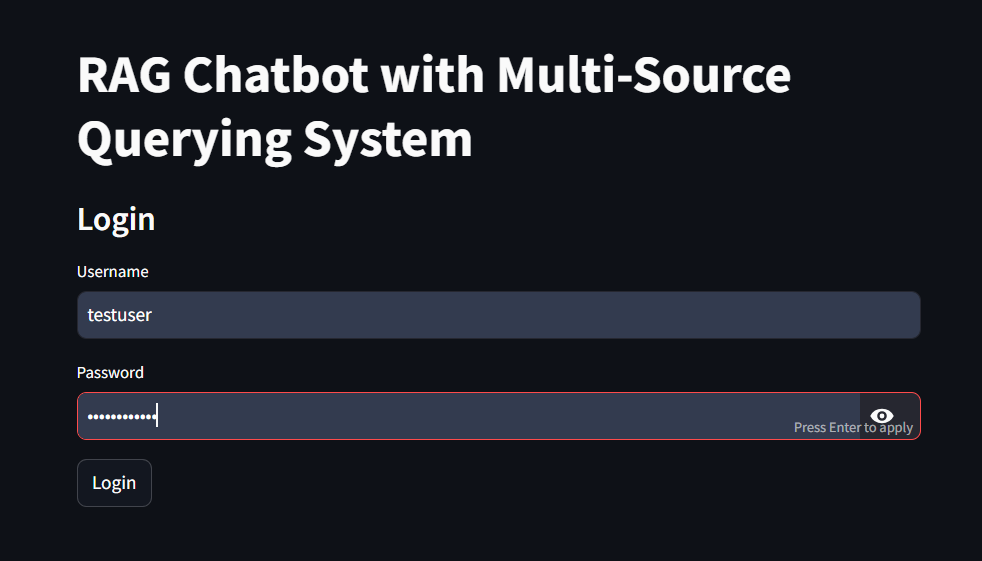 RAG Chatbot with Multi-Source
Querying System
Login
Username
testuser
Password
••••••••••••
Press Enter to apply
Login